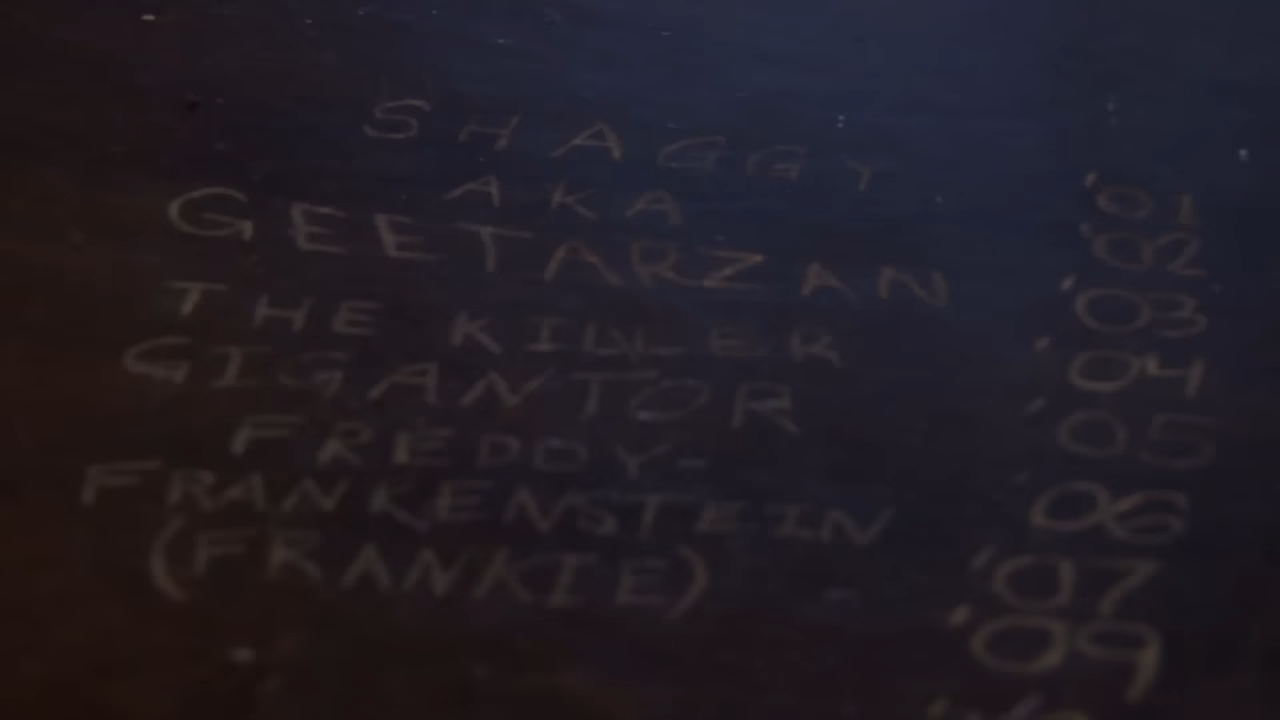 SHAGGY
AKA
GEETARZAN
THE KILLER
GIGANTOR
FREDDY-
FRANKENSTEIN
(FRANKIE)
'01
'02
'03
'04
'05
'06
'07
'09